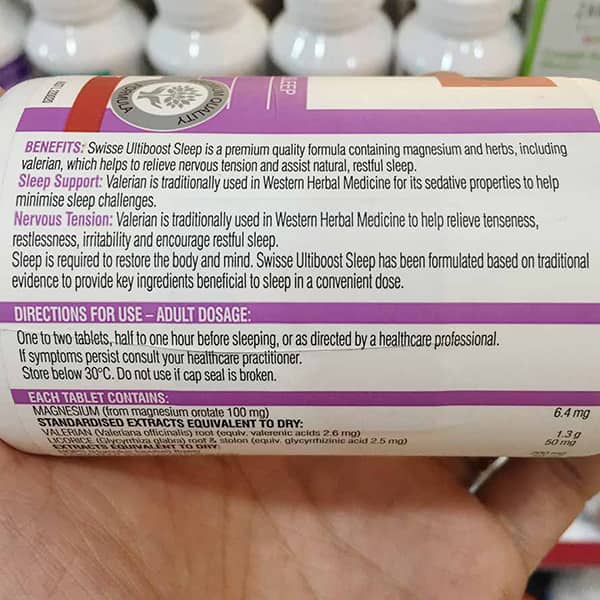 SLEEP
QUALITY
FORMULA
BENEFITS: Swisse Ultiboost Sleep is a premium quality formula containing magnesium and herbs, including
valerian, which helps to relieve nervous tension and assist natural, restful sleep.
Sleep Support: Valerian is traditionally used in Western Herbal Medicine for its sedative properties to help
minimise sleep challenges.
Nervous Tension: Valerian is traditionally used in Western Herbal Medicine to help relieve tenseness,
restlessness, irritability and encourage restful sleep.
Sleep is required to restore the body and mind. Swisse Ultiboost Sleep has been formulated based on traditional
evidence to provide key ingredients beneficial to sleep in a convenient dose.
DIRECTIONS FOR USE – ADULT DOSAGE:
One to two tablets, half to one hour before sleeping, or as directed by a healthcare professional.
If symptoms persist consult your healthcare practitioner.
Store below 30°C. Do not use if cap seal is broken.
EACH TABLET CONTAINS:
MAGNESIUM (from magnesium orotate 100 mg) 6.4 mg
STANDARDISED EXTRACTS EQUIVALENT TO DRY:
VALERIAN (Valeriana officinalis) root (equiv. valerenic acids 2.6 mg) 1.3 g
LICORICE (Glycyrrhiza glabra) root & stolon (equiv. glycyrrhizinic acid 2.5 mg) 50 mg
EXTRACTS EQUIVALENT TO DRY: